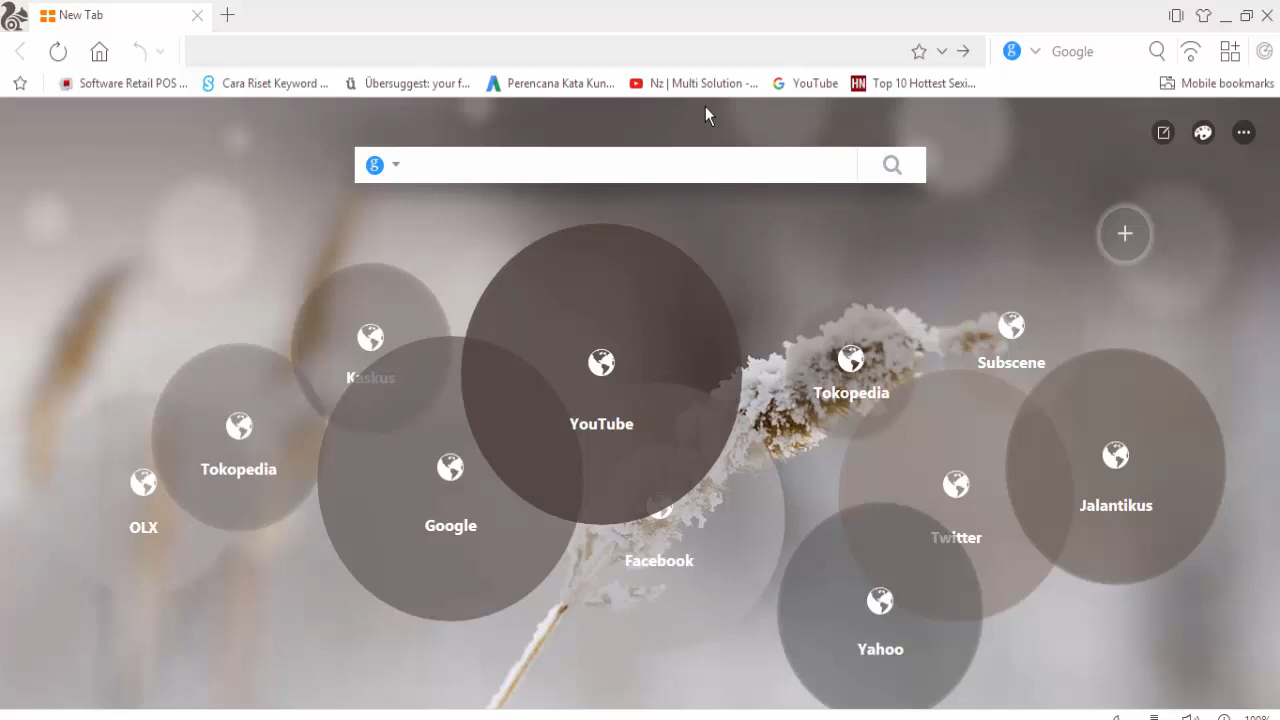 New Tab
Google
Software Retail POS ...
Cara Riset Keyword ...
Übersuggest: your f...
Perencana Kata Kun...
Nz | Multi Solution -...
YouTube
Top 10 Hottest Sexi...
Mobile bookmarks
Subscene
Kaskus
Tokopedia
YouTube
Tokopedia
Jalantikus
OLX
Google
Twitter
Facebook
Yahoo
100%